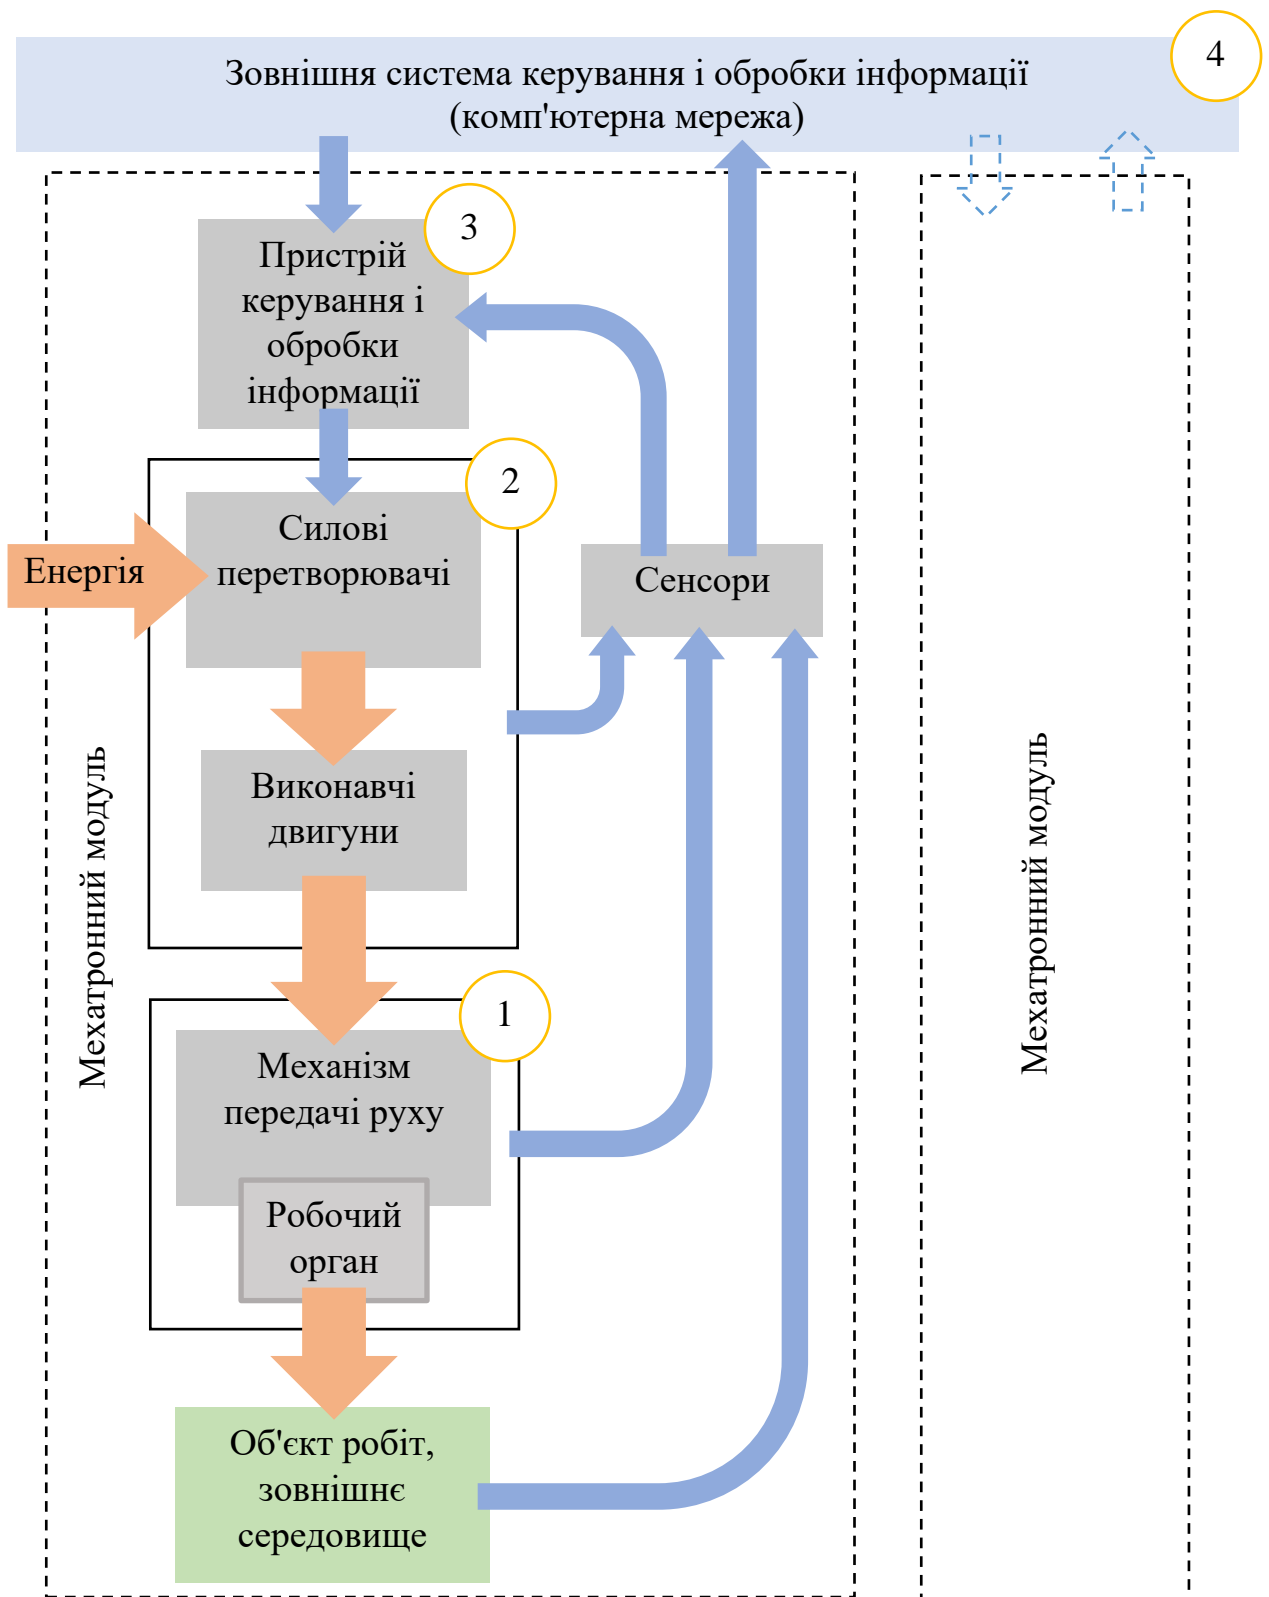 4
Зовнішня система керування і обробки інформації
(комп'ютерна мережа)
3
Пристрій
керування і
обробки
інформації
2
Силові
перетворювачі
Енергія
Сенсори
Виконавчі
двигуни
Мехатронний модуль
Мехатронний модуль
1
Механізм
передачі руху
Робочий
орган
Об'єкт робіт,
зовнішнє
середовище